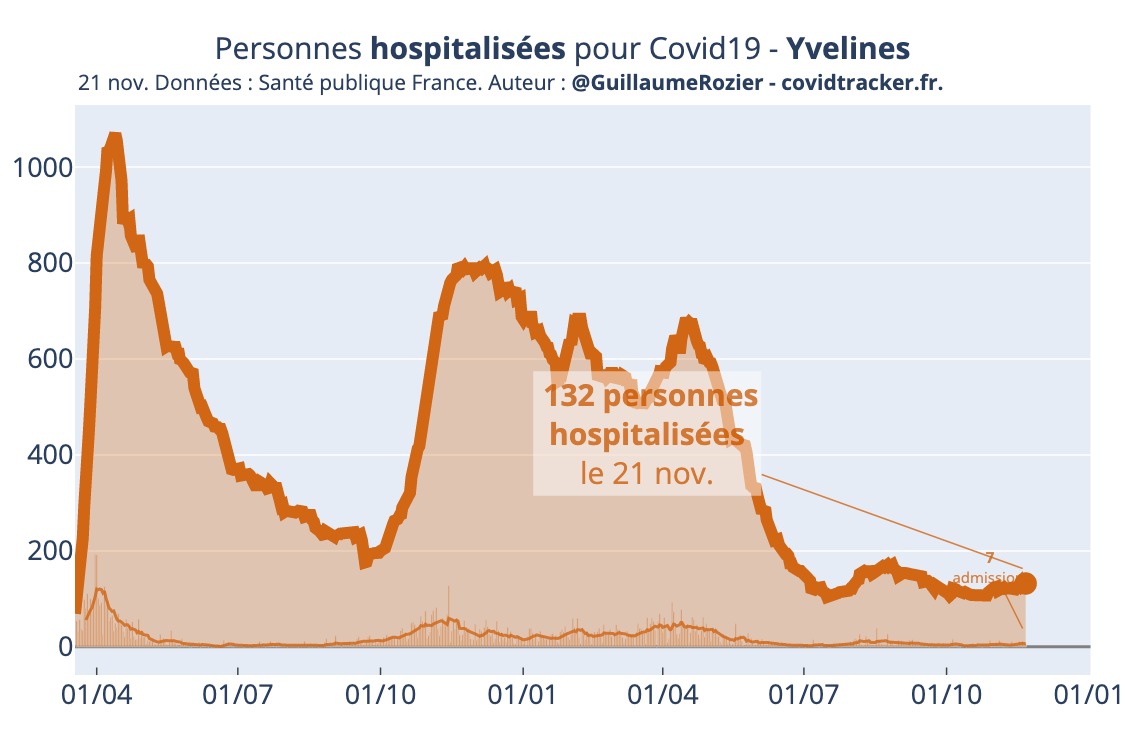 Personnes hospitalisées pour Covid19 - Yvelines
21 nov. Données : Santé publique France. Auteur : @GuillaumeRozier - covidtracker.fr.
1000
800
600
400
200
0
132 personnes
hospitalisées
le 21 nov.
7
admissions
01/04
01/07
01/10
01/01
01/04
01/07
01/10
01/01